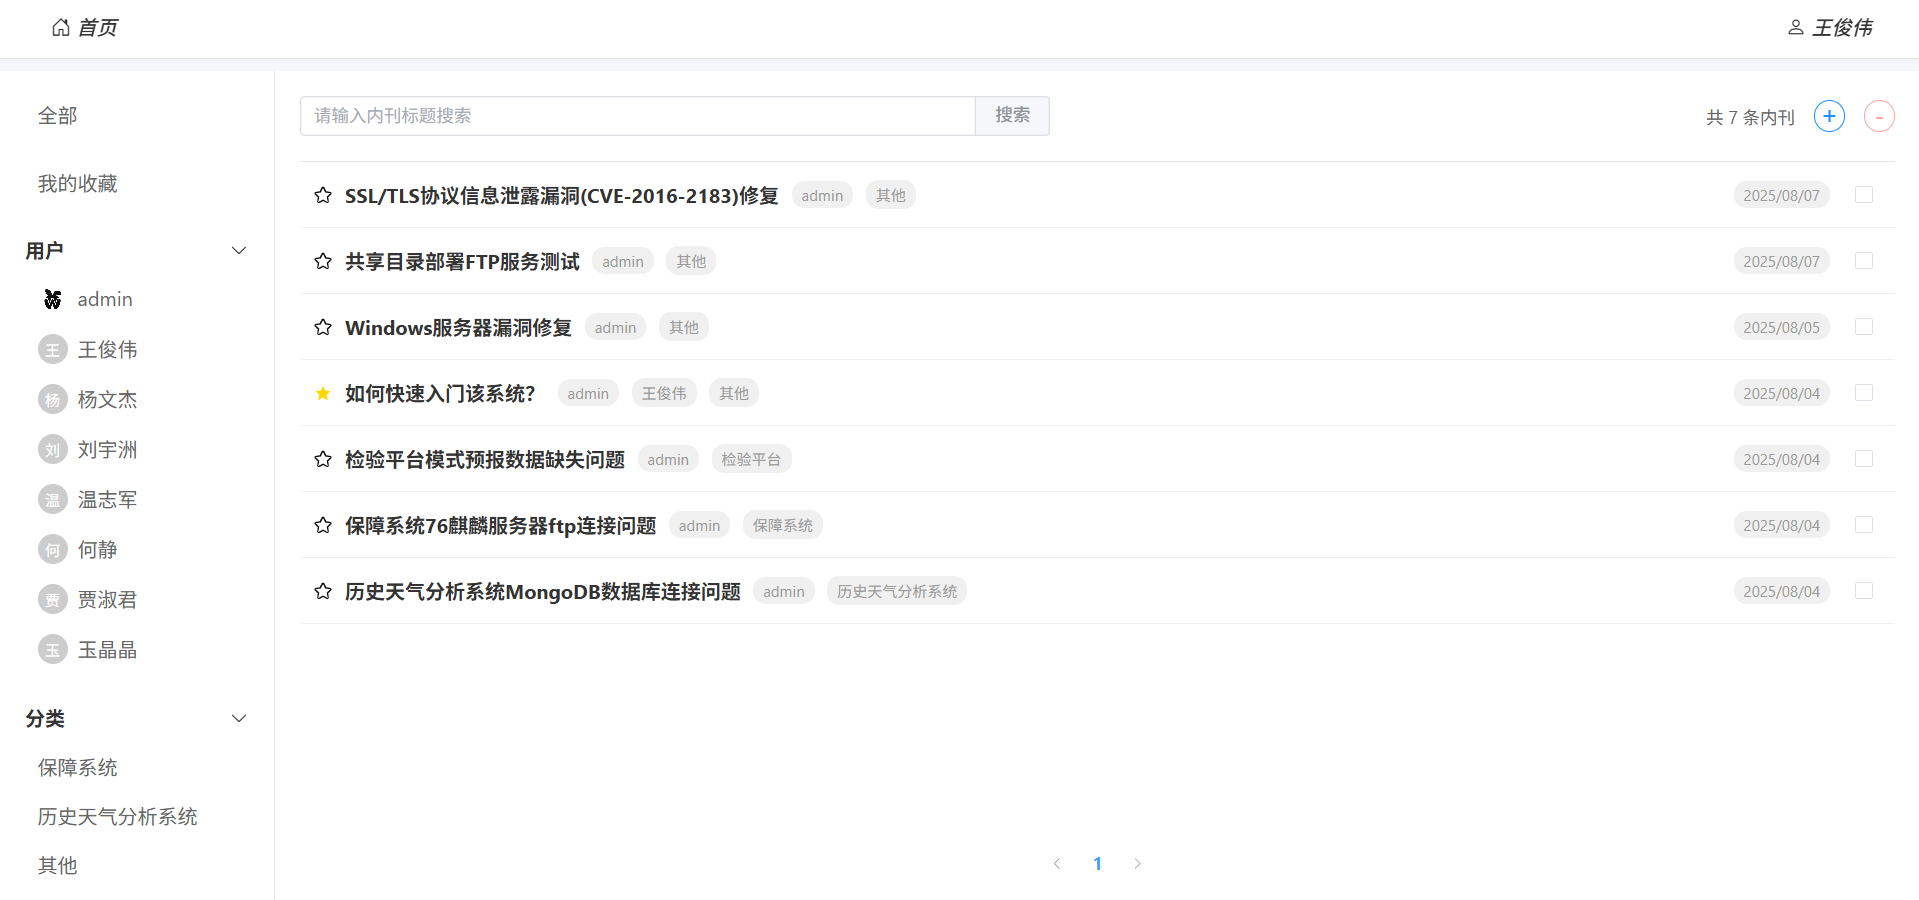 首页
王俊伟
全部
我的收藏
用户
admin
王 王俊伟
杨 杨文杰
刘 刘宇洲
温 温志军
何 何静
贾 贾淑君
玉 玉晶晶
分类
保障系统
历史天气分析系统
其他
请输入内刊标题搜索 搜索
共 7 条内刊 + -
SSL/TLS协议信息泄露漏洞(CVE-2016-2183)修复 admin 其他 2025/08/07
共享目录部署FTP服务测试 admin 其他 2025/08/07
Windows服务器漏洞修复 admin 其他 2025/08/05
如何快速入门该系统？ admin 王俊伟 其他 2025/08/04
检验平台模式预报数据缺失问题 admin 检验平台 2025/08/04
保障系统76麒麟服务器ftp连接问题 admin 保障系统 2025/08/04
历史天气分析系统MongoDB数据库连接问题 admin 历史天气分析系统 2025/08/04
1